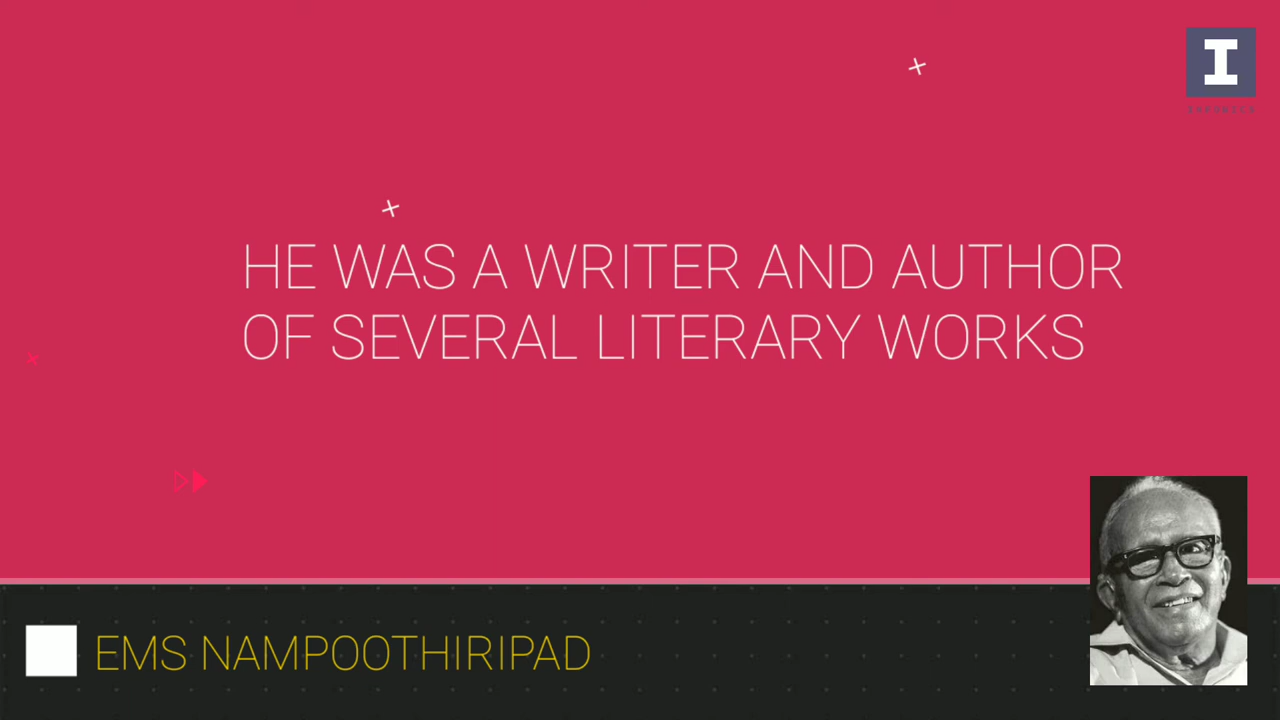 I
HE WAS A WRITER AND AUTHOR
OF SEVERAL LITERARY WORKS
EMS NAMPOOTHIRIPAD